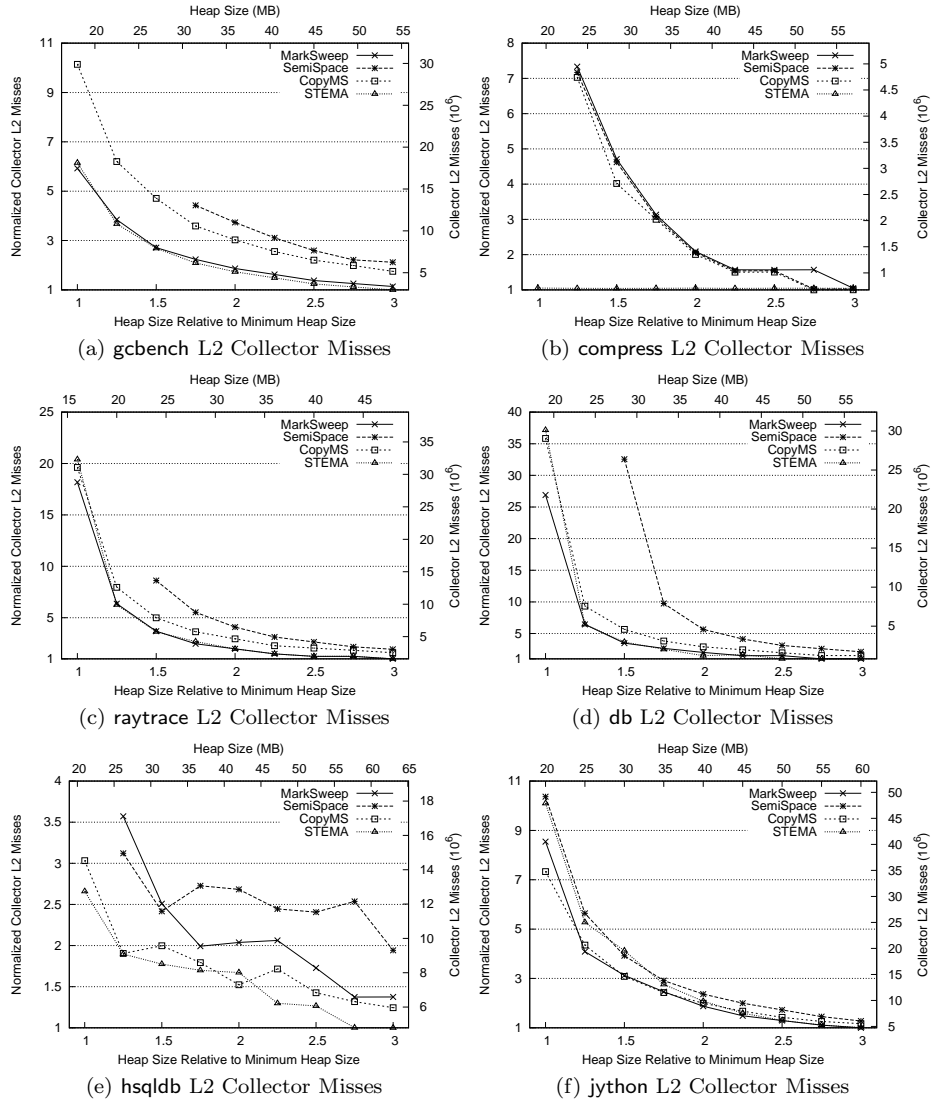 Heap Size (MB)
20 25 30 35 40 45 50 55
11
9
7
5
3
1
Normalized Collector L2 Misses
MarkSweep
SemiSpace
CopyMS
STEMA
30
25
20
15
10
5
Collector L2 Misses (10^6)
1 1.5 2 2.5 3
Heap Size Relative to Minimum Heap Size
(a) gcbench L2 Collector Misses
Heap Size (MB)
20 25 30 35 40 45 50 55
8
7
6
5
4
3
2
1
Normalized Collector L2 Misses
MarkSweep
SemiSpace
CopyMS
STEMA
5
4.5
4
3.5
3
2.5
2
1.5
1
Collector L2 Misses (10^6)
1 1.5 2 2.5 3
Heap Size Relative to Minimum Heap Size
(b) compress L2 Collector Misses
Heap Size (MB)
16 20 24 28 32 36 40 44 48
25
20
15
10
5
1
Normalized Collector L2 Misses
MarkSweep
SemiSpace
CopyMS
STEMA
35
30
25
20
15
10
5
Collector L2 Misses (10^6)
1 1.5 2 2.5 3
Heap Size Relative to Minimum Heap Size
(c) raytrace L2 Collector Misses
Heap Size (MB)
19 24 29 33 38 42 47 52 57
40
35
30
25
20
15
10
5
1
Normalized Collector L2 Misses
MarkSweep
SemiSpace
CopyMS
STEMA
30
25
20
15
10
5
Collector L2 Misses (10^6)
1 1.5 2 2.5 3
Heap Size Relative to Minimum Heap Size
(d) db L2 Collector Misses
Heap Size (MB)
20 25 30 35 40 45 50 55 60 65
4
3.5
3
2.5
2
1.5
1
Normalized Collector L2 Misses
MarkSweep
SemiSpace
CopyMS
STEMA
18
16
14
12
10
8
6
Collector L2 Misses (10^6)
1 1.5 2 2.5 3
Heap Size Relative to Minimum Heap Size
(e) hsqldb L2 Collector Misses
Heap Size (MB)
20 25 30 35 40 45 50 55 60
11
9
7
5
3
1
Normalized Collector L2 Misses
MarkSweep
SemiSpace
CopyMS
STEMA
50
45
40
35
30
25
20
15
10
5
Collector L2 Misses (10^6)
1 1.5 2 2.5 3
Heap Size Relative to Minimum Heap Size
(f) jython L2 Collector Misses